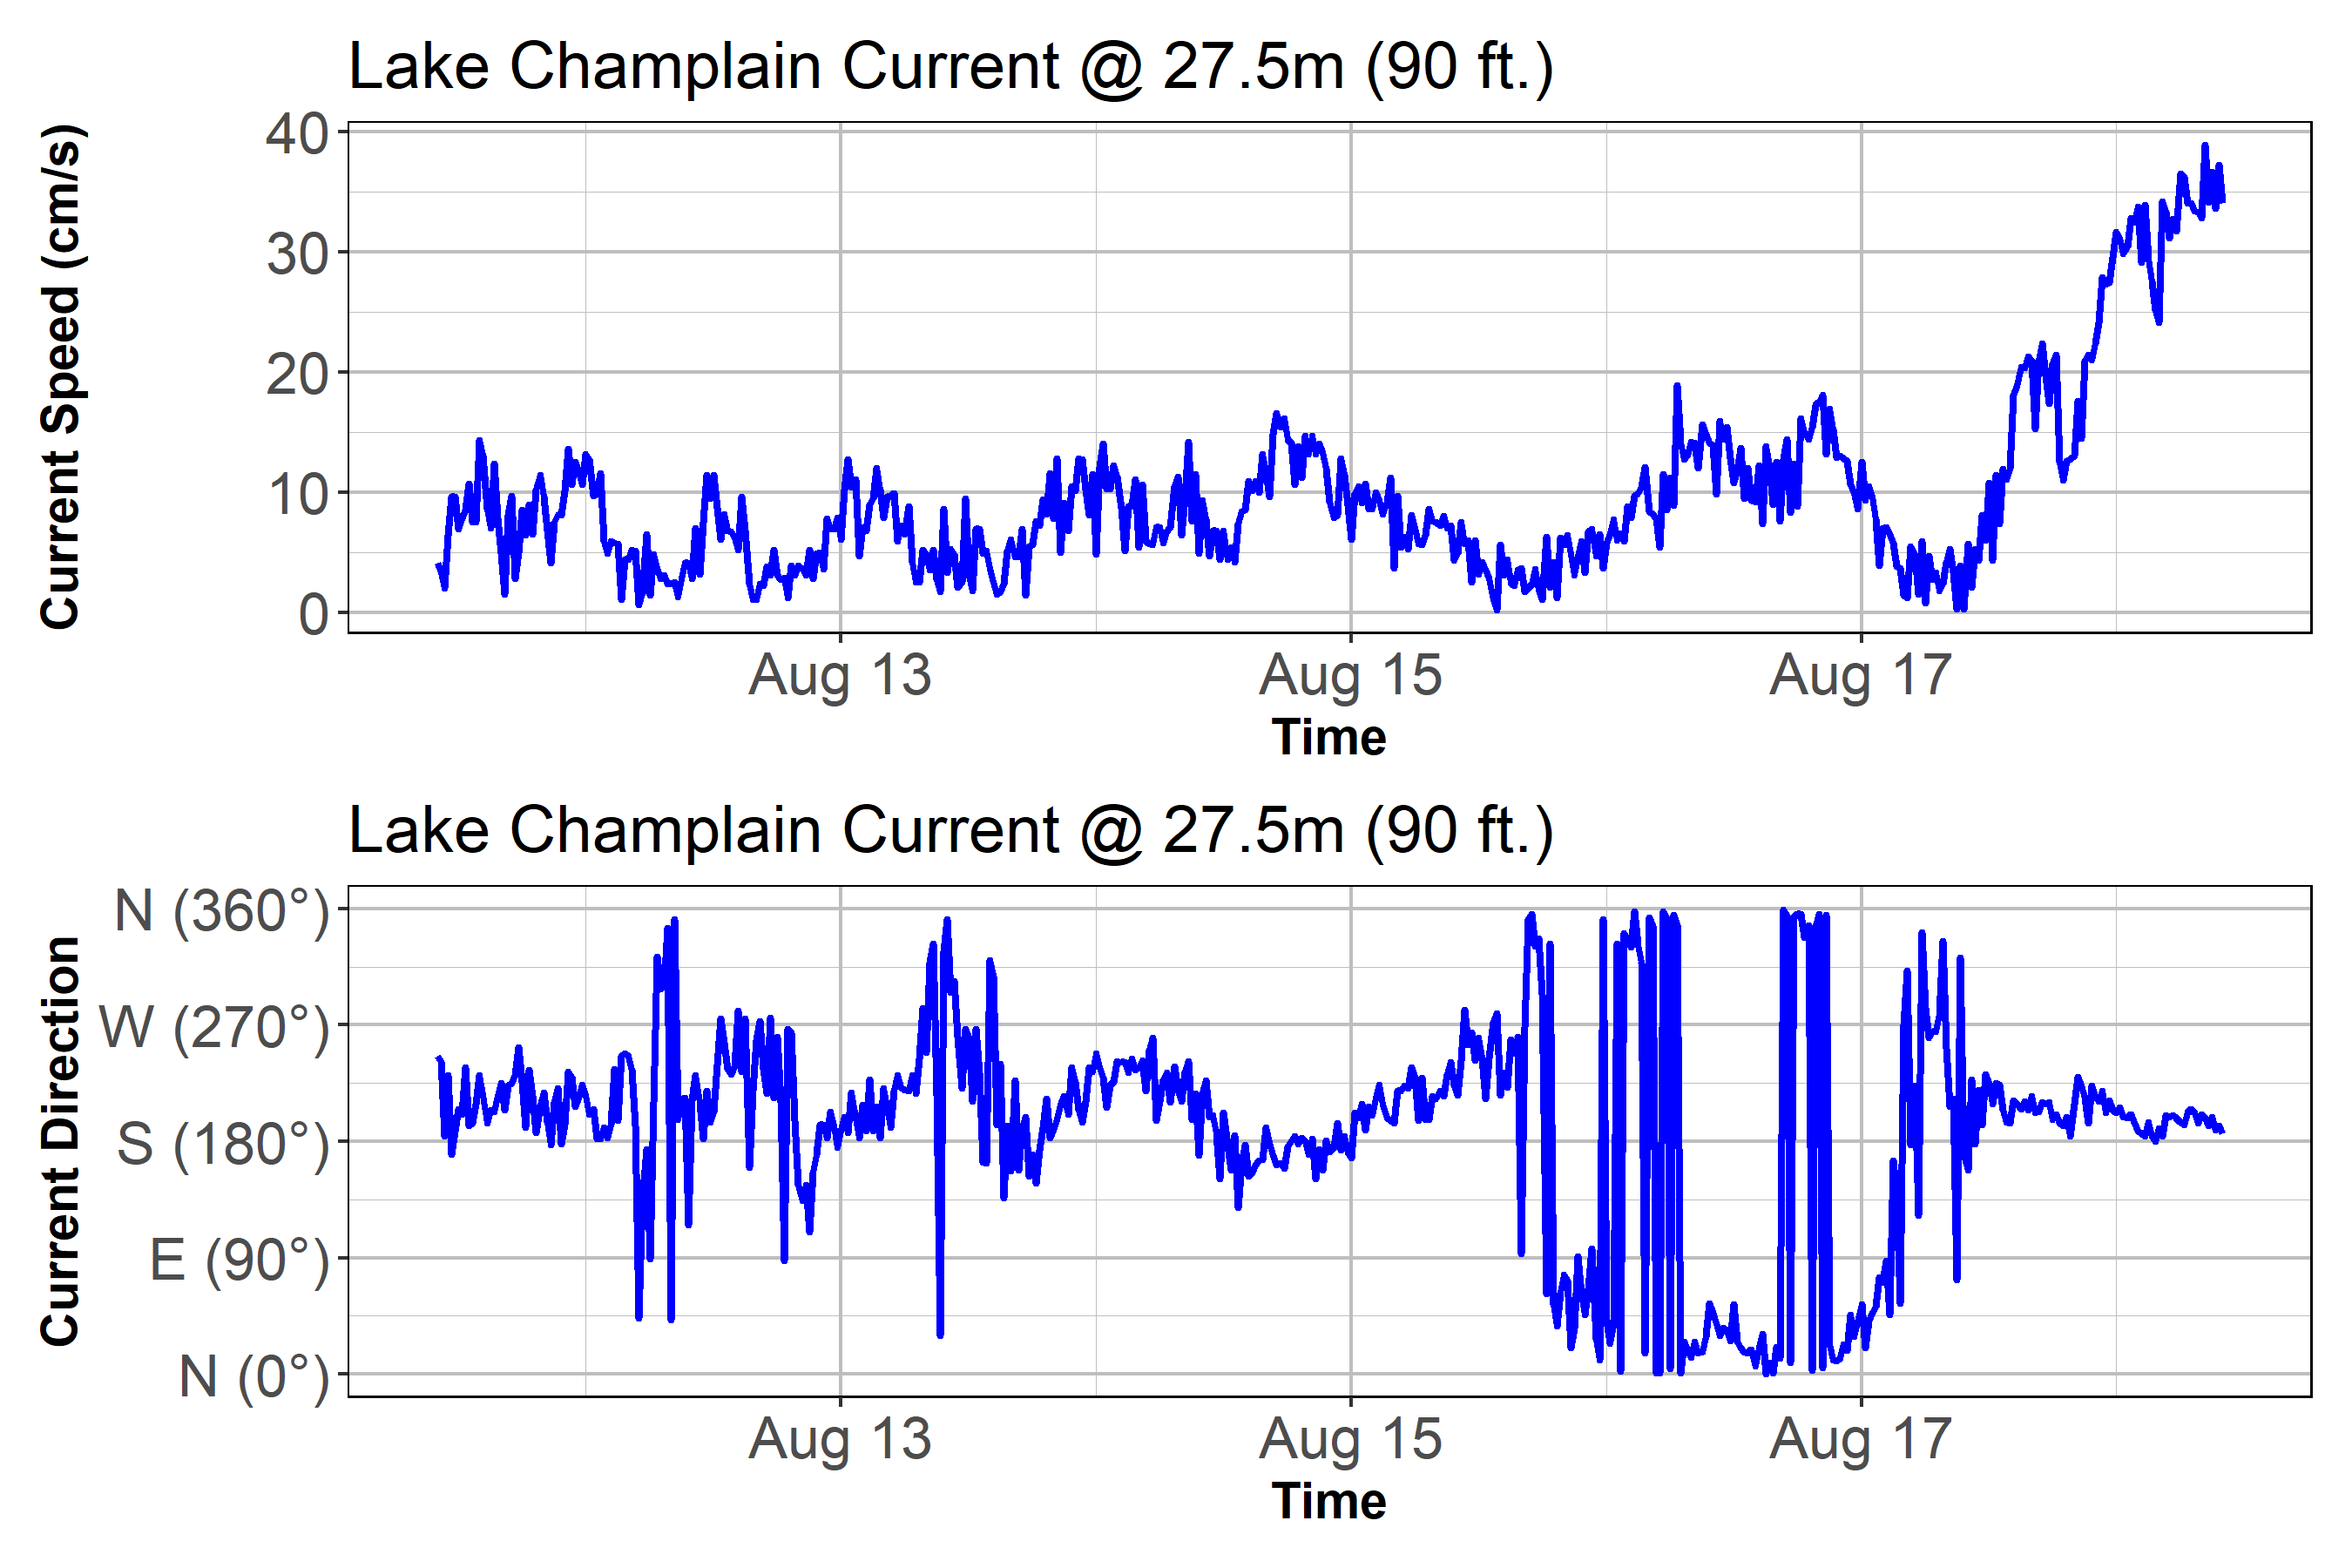 Lake Champlain Current @ 27.5m (90 ft.)
Current Speed (cm/s)
40
30
20
10
0
Aug 13
Aug 15
Aug 17
Time
Lake Champlain Current @ 27.5m (90 ft.)
Current Direction
N (360°)
W (270°)
S (180°)
E (90°)
N (0°)
Aug 13
Aug 15
Aug 17
Time